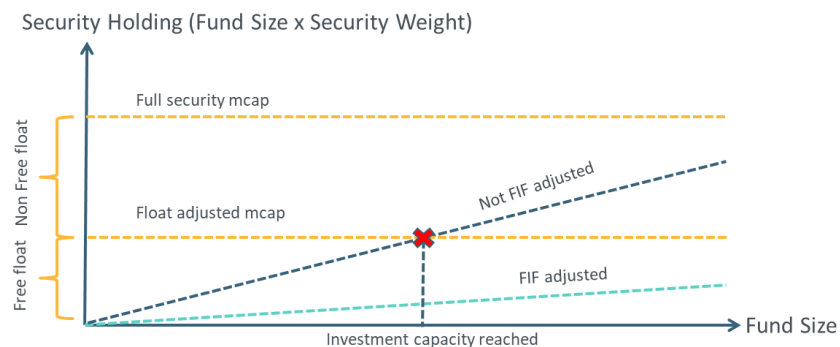 Security Holding (Fund Size x Security Weight)
Full security mcap
Non Free float
Not FIF adjusted
Float adjusted mcap
Free float
FIF adjusted
Fund Size
Investment capacity reached